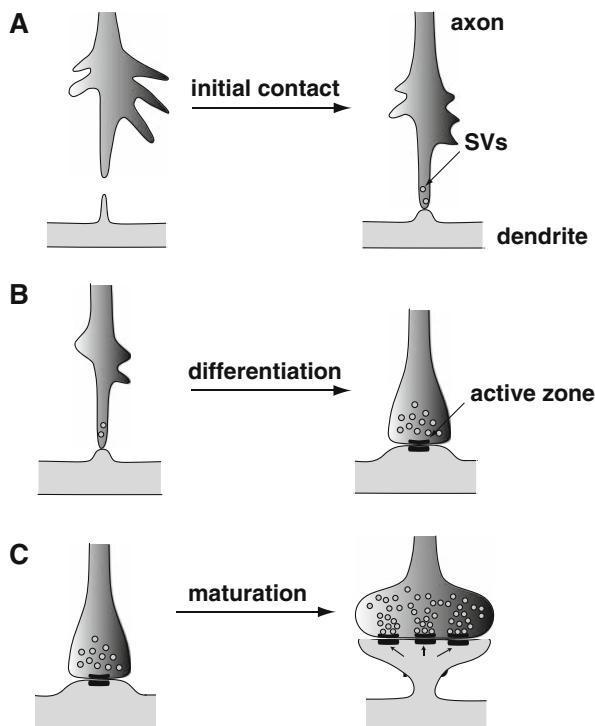 A
axon
initial contact
SVs
dendrite
B
differentiation
active zone
C
maturation